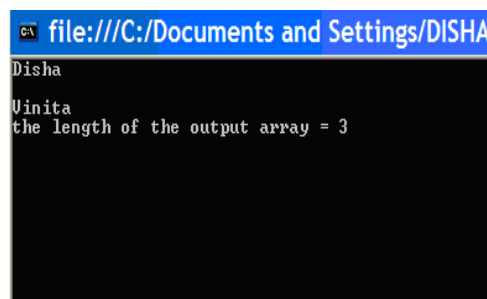 file:///C:/Documents and Settings/DISHA
Disha
Vinita
the length of the output array = 3